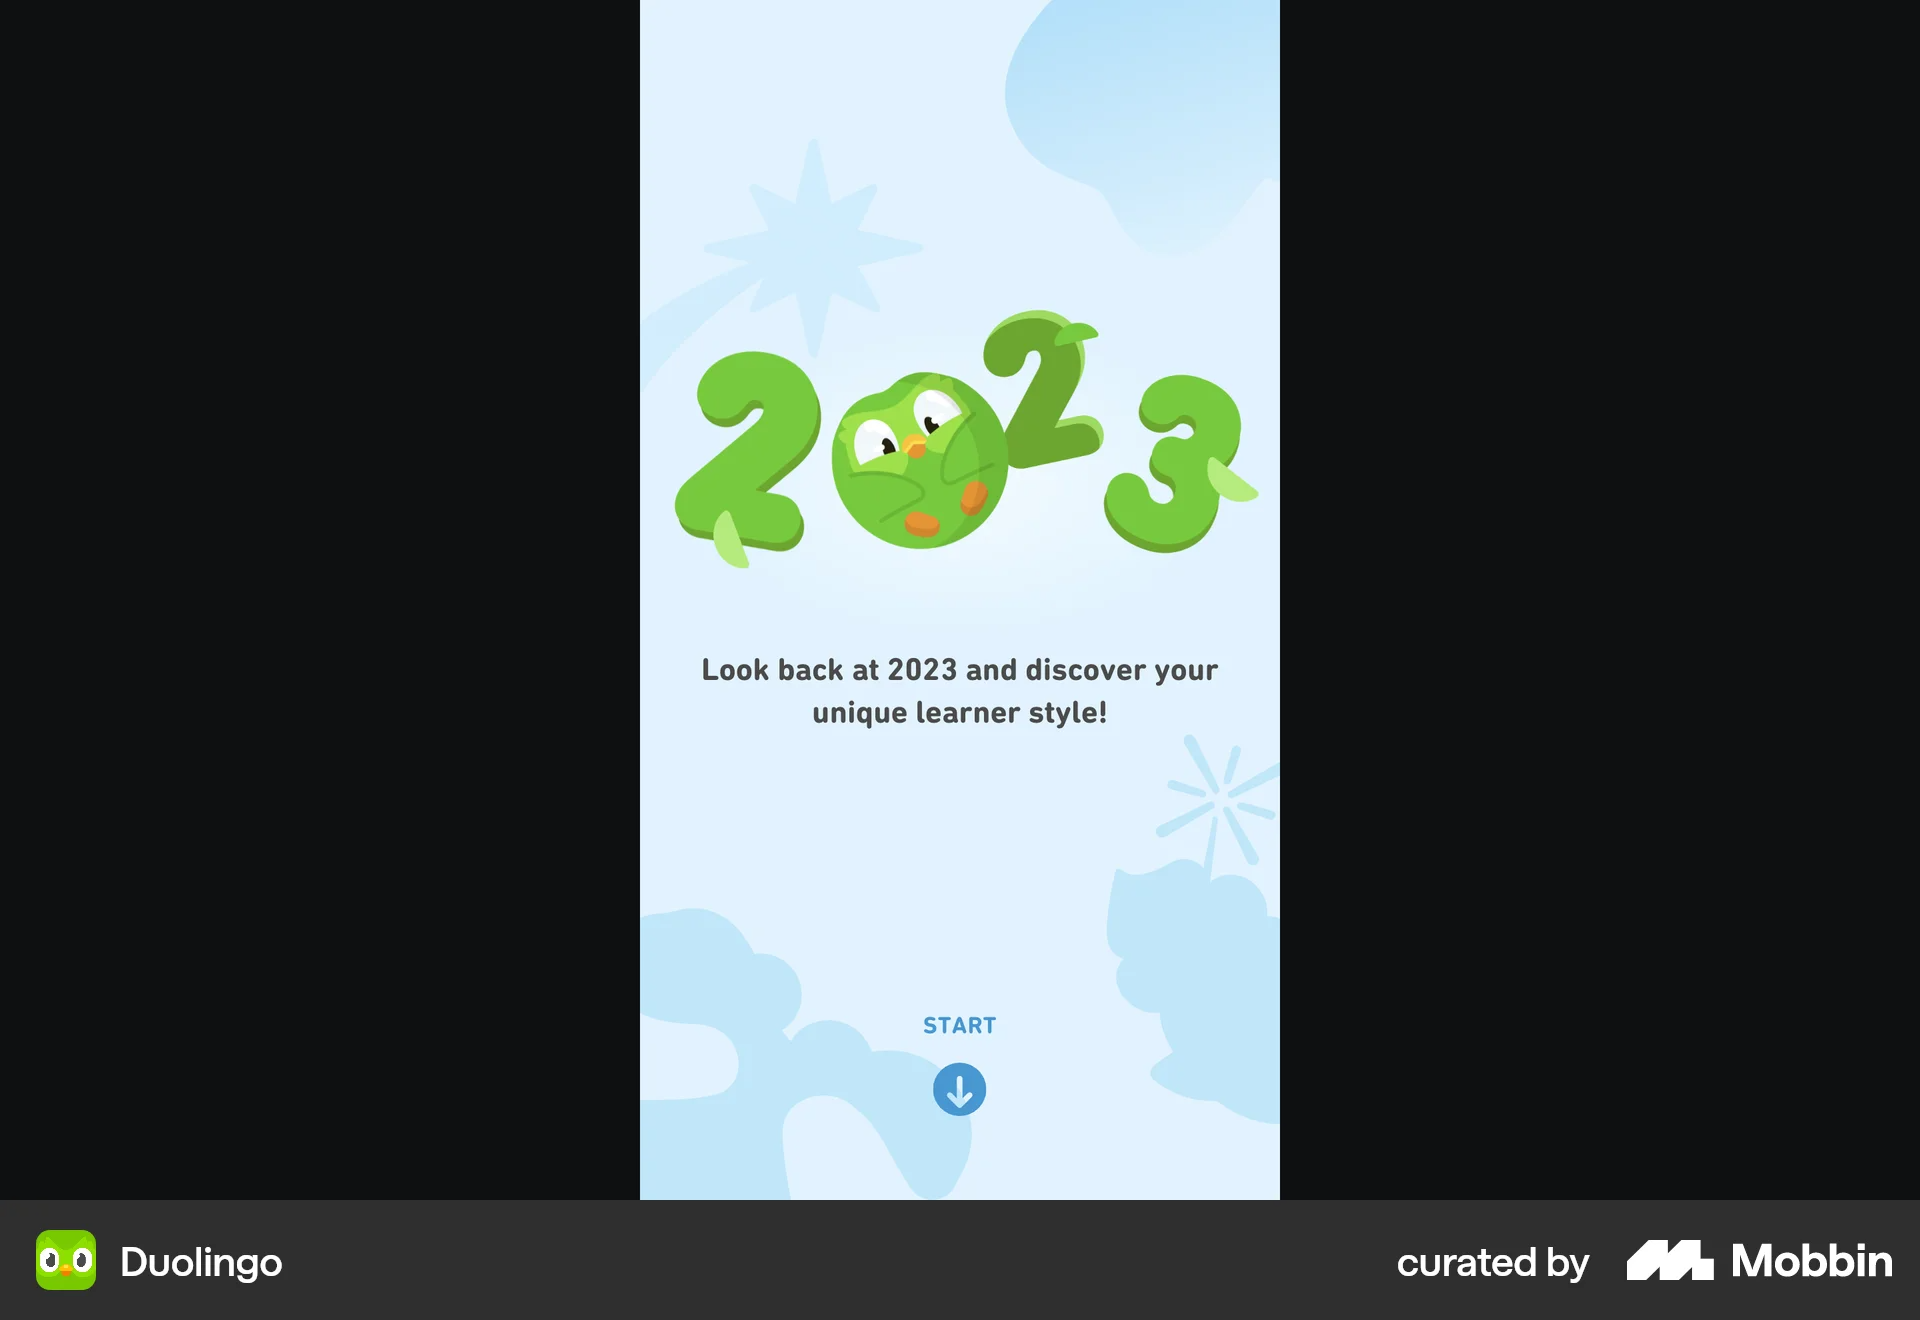 2023
Look back at 2023 and discover your
unique learner style!
START
Duolingo
curated by Mobbin